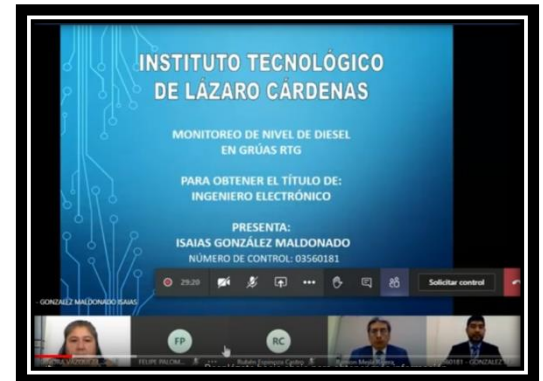 INSTITUTO TECNOLÓGICO
DE LÁZARO CÁRDENAS
MONITOREO DE NIVEL DE DIESEL
EN GRÚAS RTG
PARA OBTENER EL TÍTULO DE:
INGENIERO ELECTRÓNICO
PRESENTA:
ISAIAS GONZÁLEZ MALDONADO
NÚMERO DE CONTROL: 03560181
29:20
Solicitar control
- GONZALEZ MALDONADO ISAIAS
FP
RC
FELIPE PALOM...
Rubén Espinoza Castro